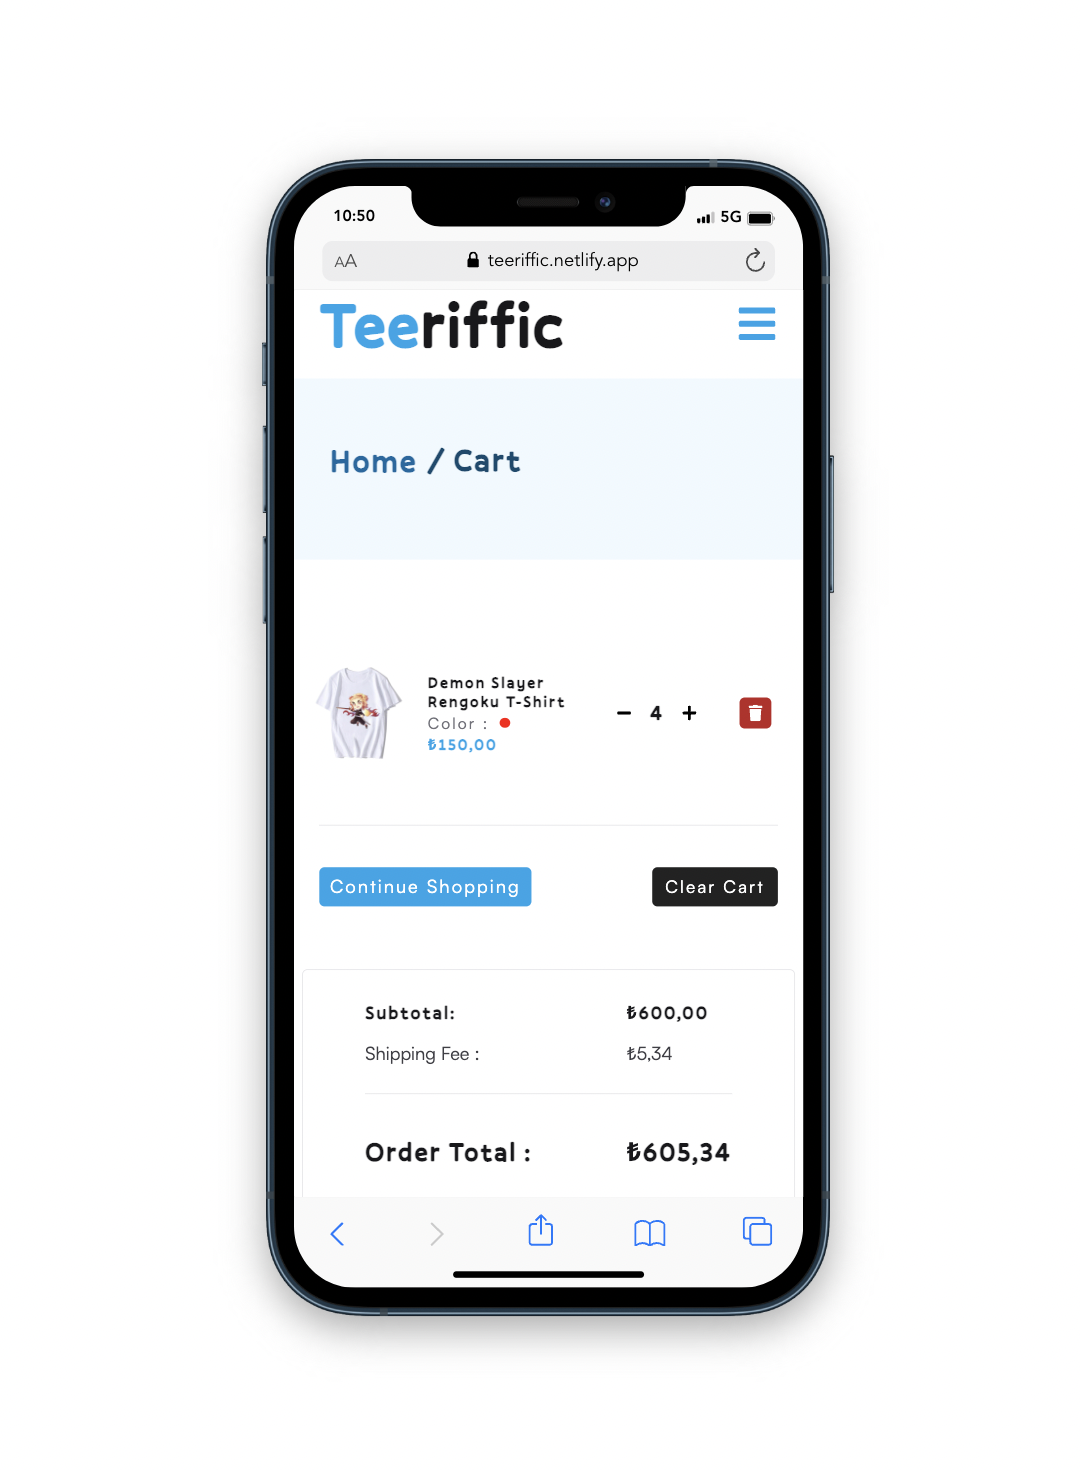 10:50
5G
AA
teeriffic.netlify.app
Teeriffic
Home / Cart
Demon Slayer
Rengoku T-Shirt
Color :
₺150,00
− 4 +
Continue Shopping
Clear Cart
Subtotal: ₺600,00
Shipping Fee : ₺5,34
Order Total : ₺605,34